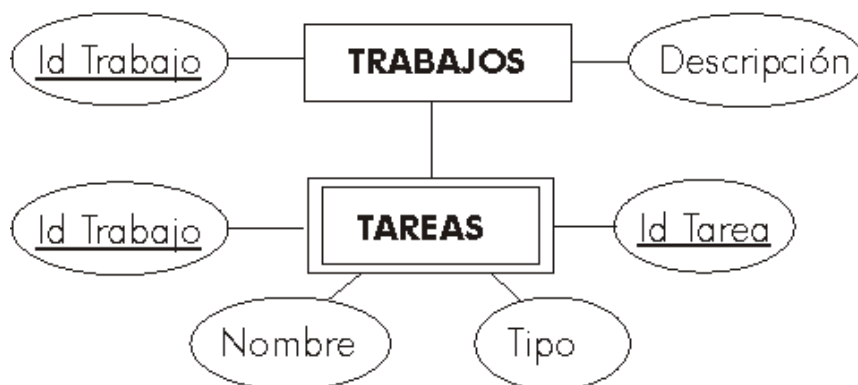 Id Trabajo
TRABAJOS
Descripción
Id Trabajo
TAREAS
Id Tarea
Nombre
Tipo